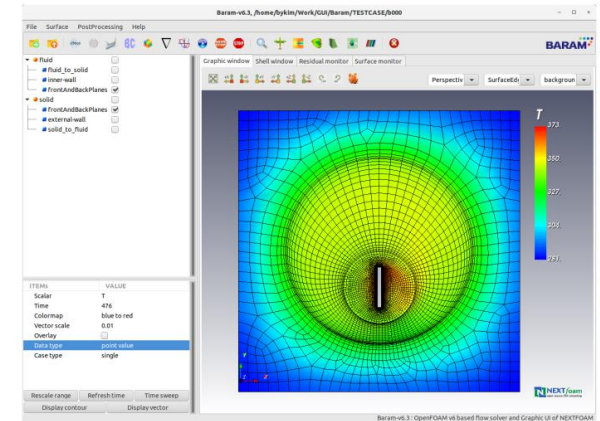 Baram-v6.3, /home/bykim/Work/GUI/Baram/TESTCASE/b000
File Surface PostProcessing Help
BC
BARAM
Graphic window Shell window Residual monitor Surface monitor
fluid
fluid_to_solid
inner-wall
frontAndBackPlanes
solid
frontAndBackPlanes
external-wall
solid_to_fluid
Perspectiv SurfaceEd backgroun
T
373.
350.
327.
304.
281.
ITEMs VALUE
Scalar T
Time 476
Colormap blue to red
Vector scale 0.01
Overlay
Data type point value
Case type single
Rescale range Refresh time Time sweep
Display contour Display vector
NEXTfoam
Baram-v6.3 : OpenFOAM v6 based flow solver and Graphic UI of NEXTFOAM